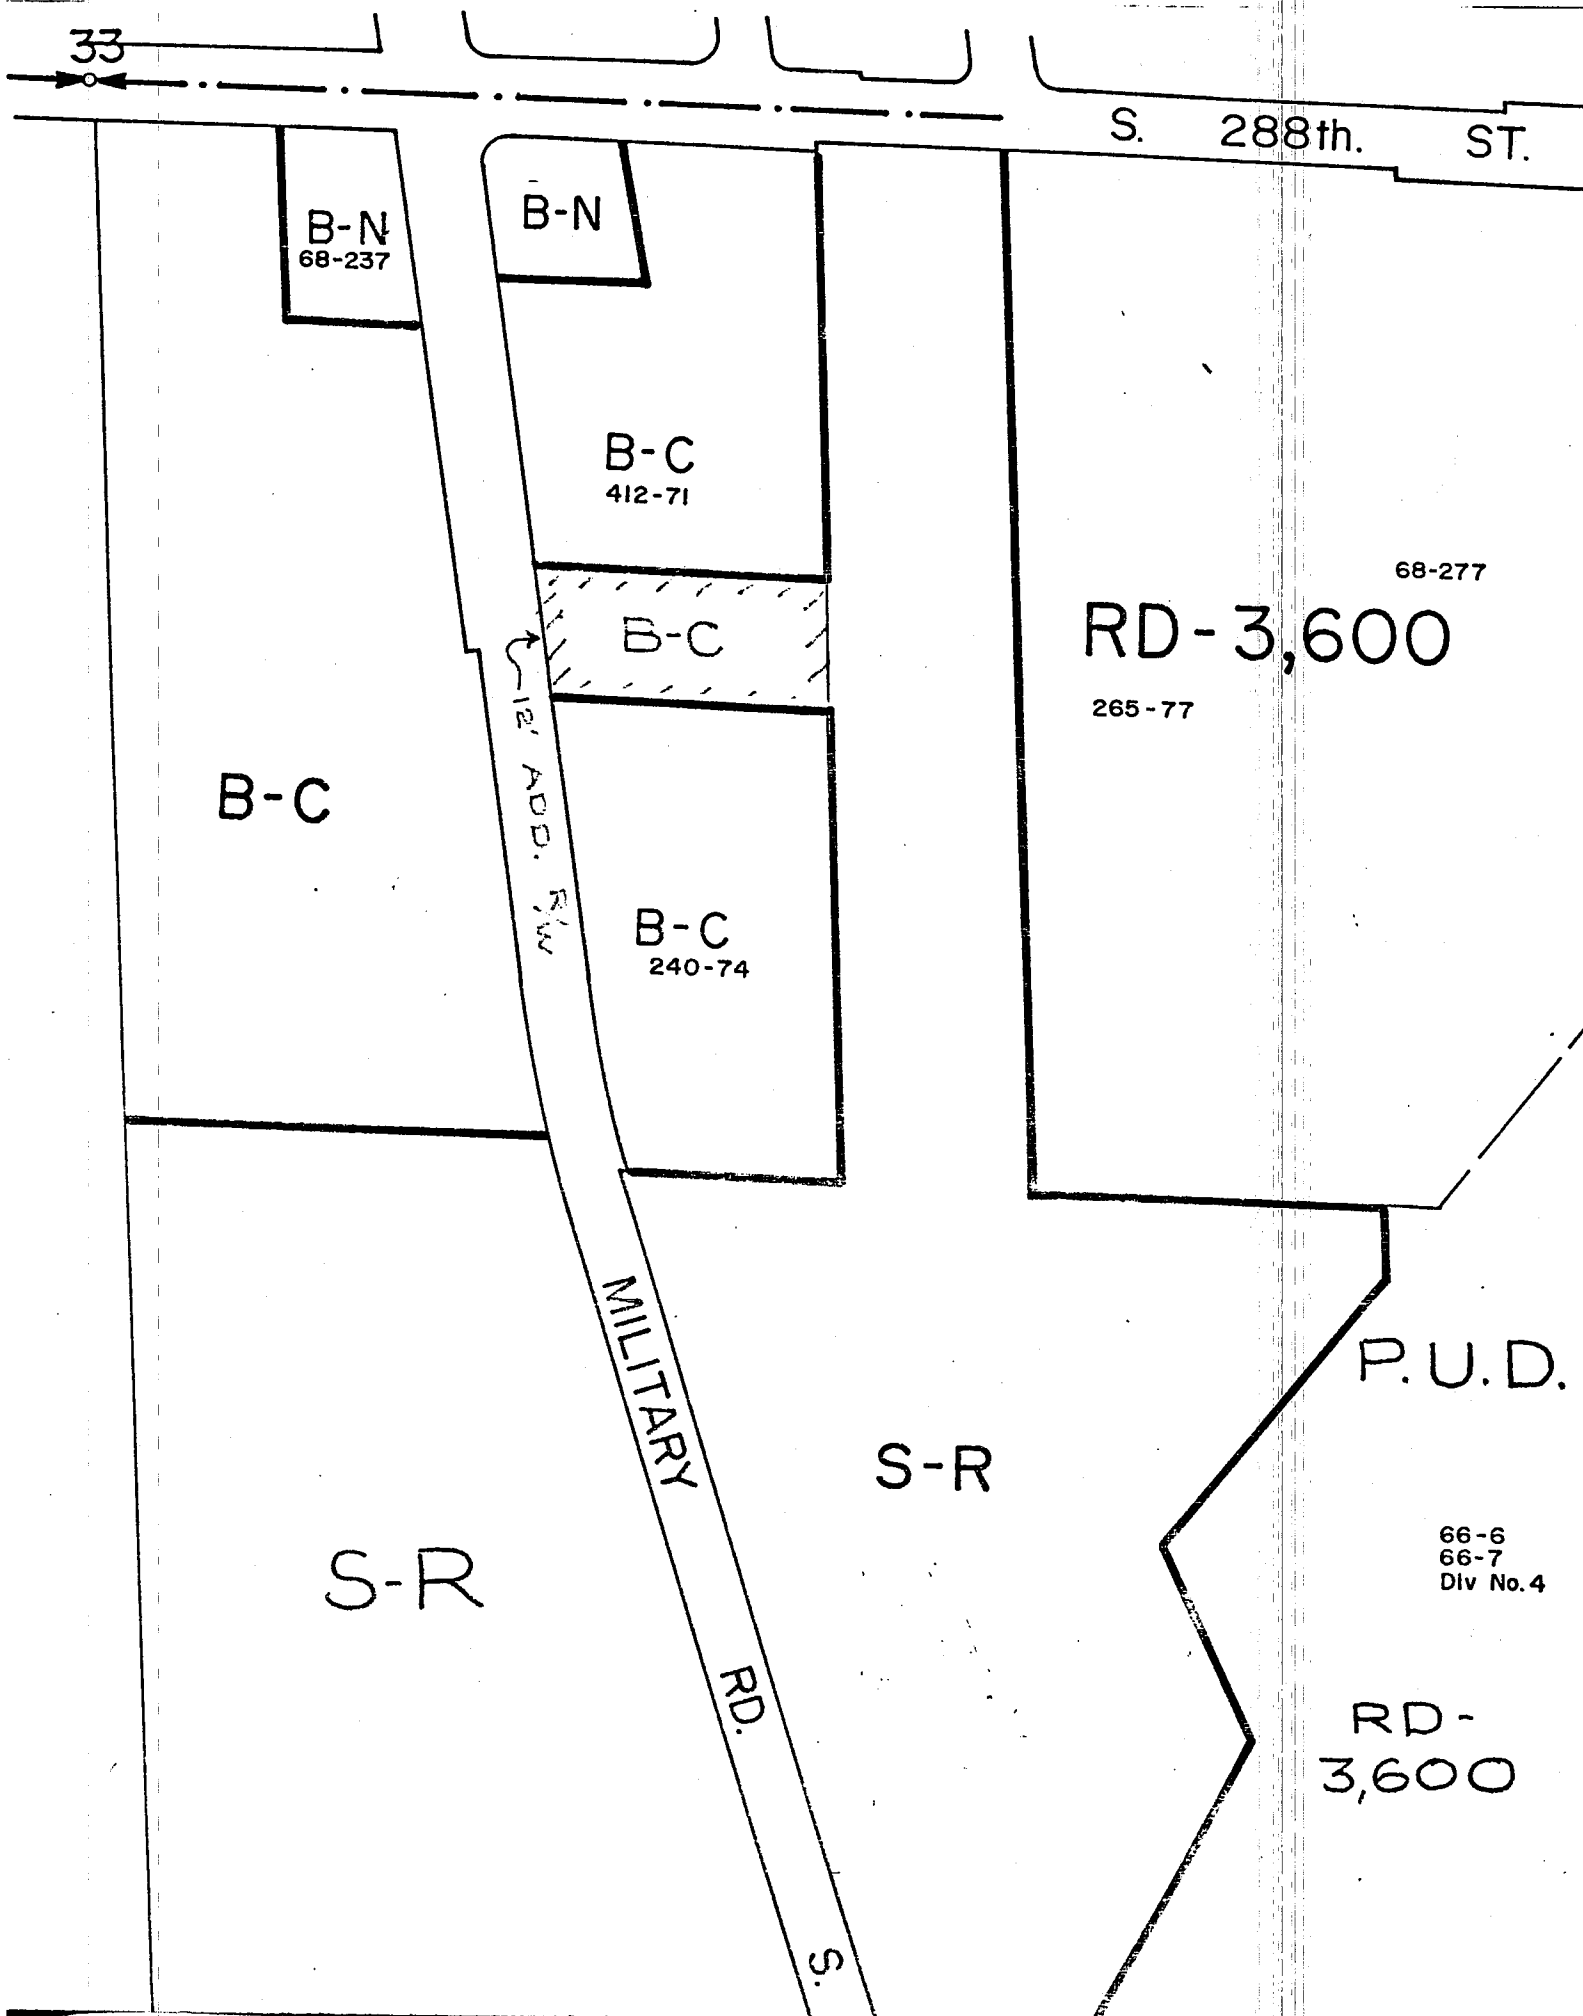 33
S. 288th. ST.
B-N
68-237
B-N
B-C
412-71
68-277
RD-3,600
265-77
B-C
12' ADD. R/W
B-C
B-C
240-74
MILITARY RD. S.
P.U.D.
S-R
66-6
66-7
Div No.4
S-R
RD-
3,600